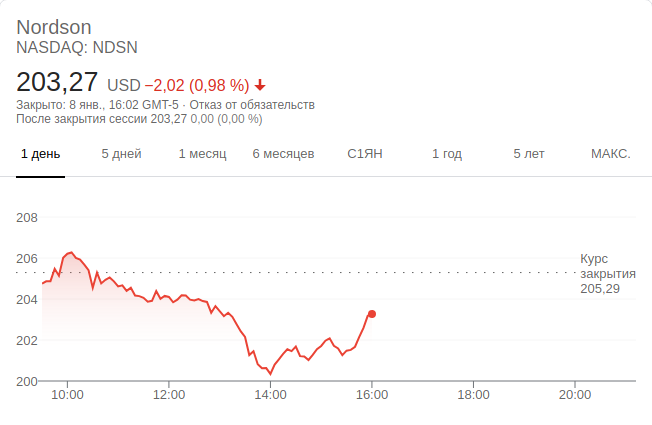 Nordson
NASDAQ: NDSN
203,27 USD −2,02 (0,98 %)
Закрыто: 8 янв., 16:02 GMT-5 · Отказ от обязательств
После закрытия сессии 203,27 0,00 (0,00 %)
1 день 5 дней 1 месяц 6 месяцев С1ЯН 1 год 5 лет МАКС.
208
206
204
202
200
Курс
закрытия
205,29
10:00 12:00 14:00 16:00 18:00 20:00